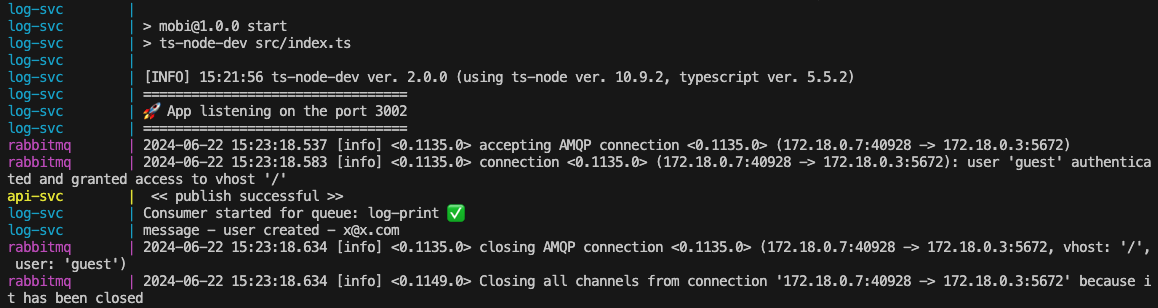 log-svc |
log-svc | > mobi@1.0.0 start
log-svc | > ts-node-dev src/index.ts
log-svc |
log-svc | [INFO] 15:21:56 ts-node-dev ver. 2.0.0 (using ts-node ver. 10.9.2, typescript ver. 5.5.2)
log-svc | =================================
log-svc | 🚀 App listening on the port 3002
log-svc | =================================
rabbitmq | 2024-06-22 15:23:18.537 [info] <0.1135.0> accepting AMQP connection <0.1135.0> (172.18.0.7:40928 -> 172.18.0.3:5672)
rabbitmq | 2024-06-22 15:23:18.583 [info] <0.1135.0> connection <0.1135.0> (172.18.0.7:40928 -> 172.18.0.3:5672): user 'guest' authentica
ted and granted access to vhost '/'
api-svc | << publish successful >>
log-svc | Consumer started for queue: log-print ✅
log-svc | message - user created - x@x.com
rabbitmq | 2024-06-22 15:23:18.634 [info] <0.1135.0> closing AMQP connection <0.1135.0> (172.18.0.7:40928 -> 172.18.0.3:5672, vhost: '/',
user: 'guest')
rabbitmq | 2024-06-22 15:23:18.634 [info] <0.1149.0> Closing all channels from connection '172.18.0.7:40928 -> 172.18.0.3:5672' because i
t has been closed